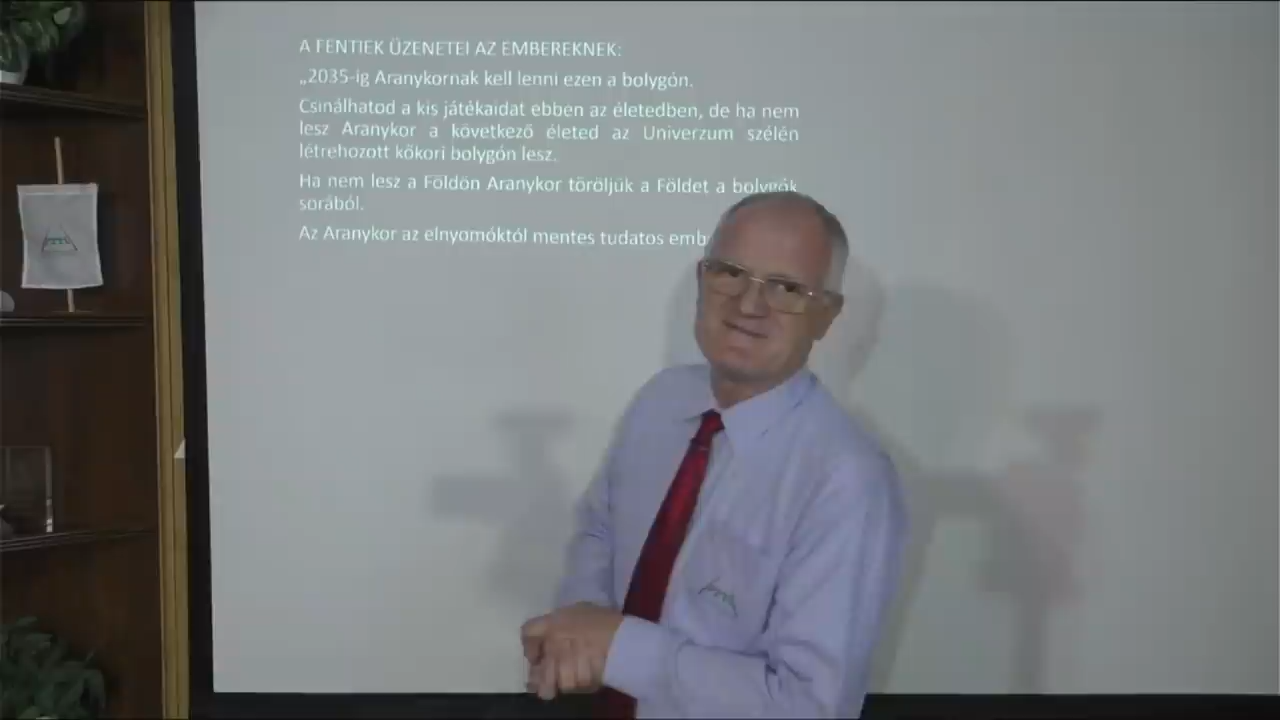 A FENTIEK ÜZENETEI AZ EMBEREKNEK:
„2035-ig Aranykornak kell lenni ezen a bolygón.
Csinálhatod a kis játékaidat ebben az életedben, de ha nem
lesz Aranykor a következő életed az Univerzum szélén
létrehozott kőkori bolygón lesz.
Ha nem lesz a Földön Aranykor töröljük a Földet a bolygók
sorából.
Az Aranykor az elnyomóktól mentes tudatos emb